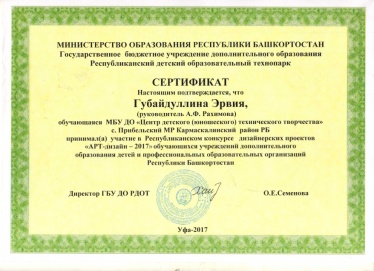 МИНИСТЕРСТВО ОБРАЗОВАНИЯ РЕСПУБЛИКИ БАШКОРТОСТАН
Государственное бюджетное учреждение дополнительного образования
Республиканский детский образовательный технопарк
СЕРТИФИКАТ
Настоящим подтверждается, что
Губайдуллина Эрвия,
(руководитель А.Ф. Рахимова)
обучающаяся МБУ ДО «Центр детского (юношеского) технического творчества»
с. Прибельский МР Кармаскалинский район РБ
принимал(а) участие в Республиканском конкурсе дизайнерских проектов
«АРТ-дизайн – 2017» обучающихся учреждений дополнительного
образования детей и профессиональных образовательных организаций
Республики Башкортостан
Директор ГБУ ДО РДОТ О.Е.Семенова
Уфа-2017